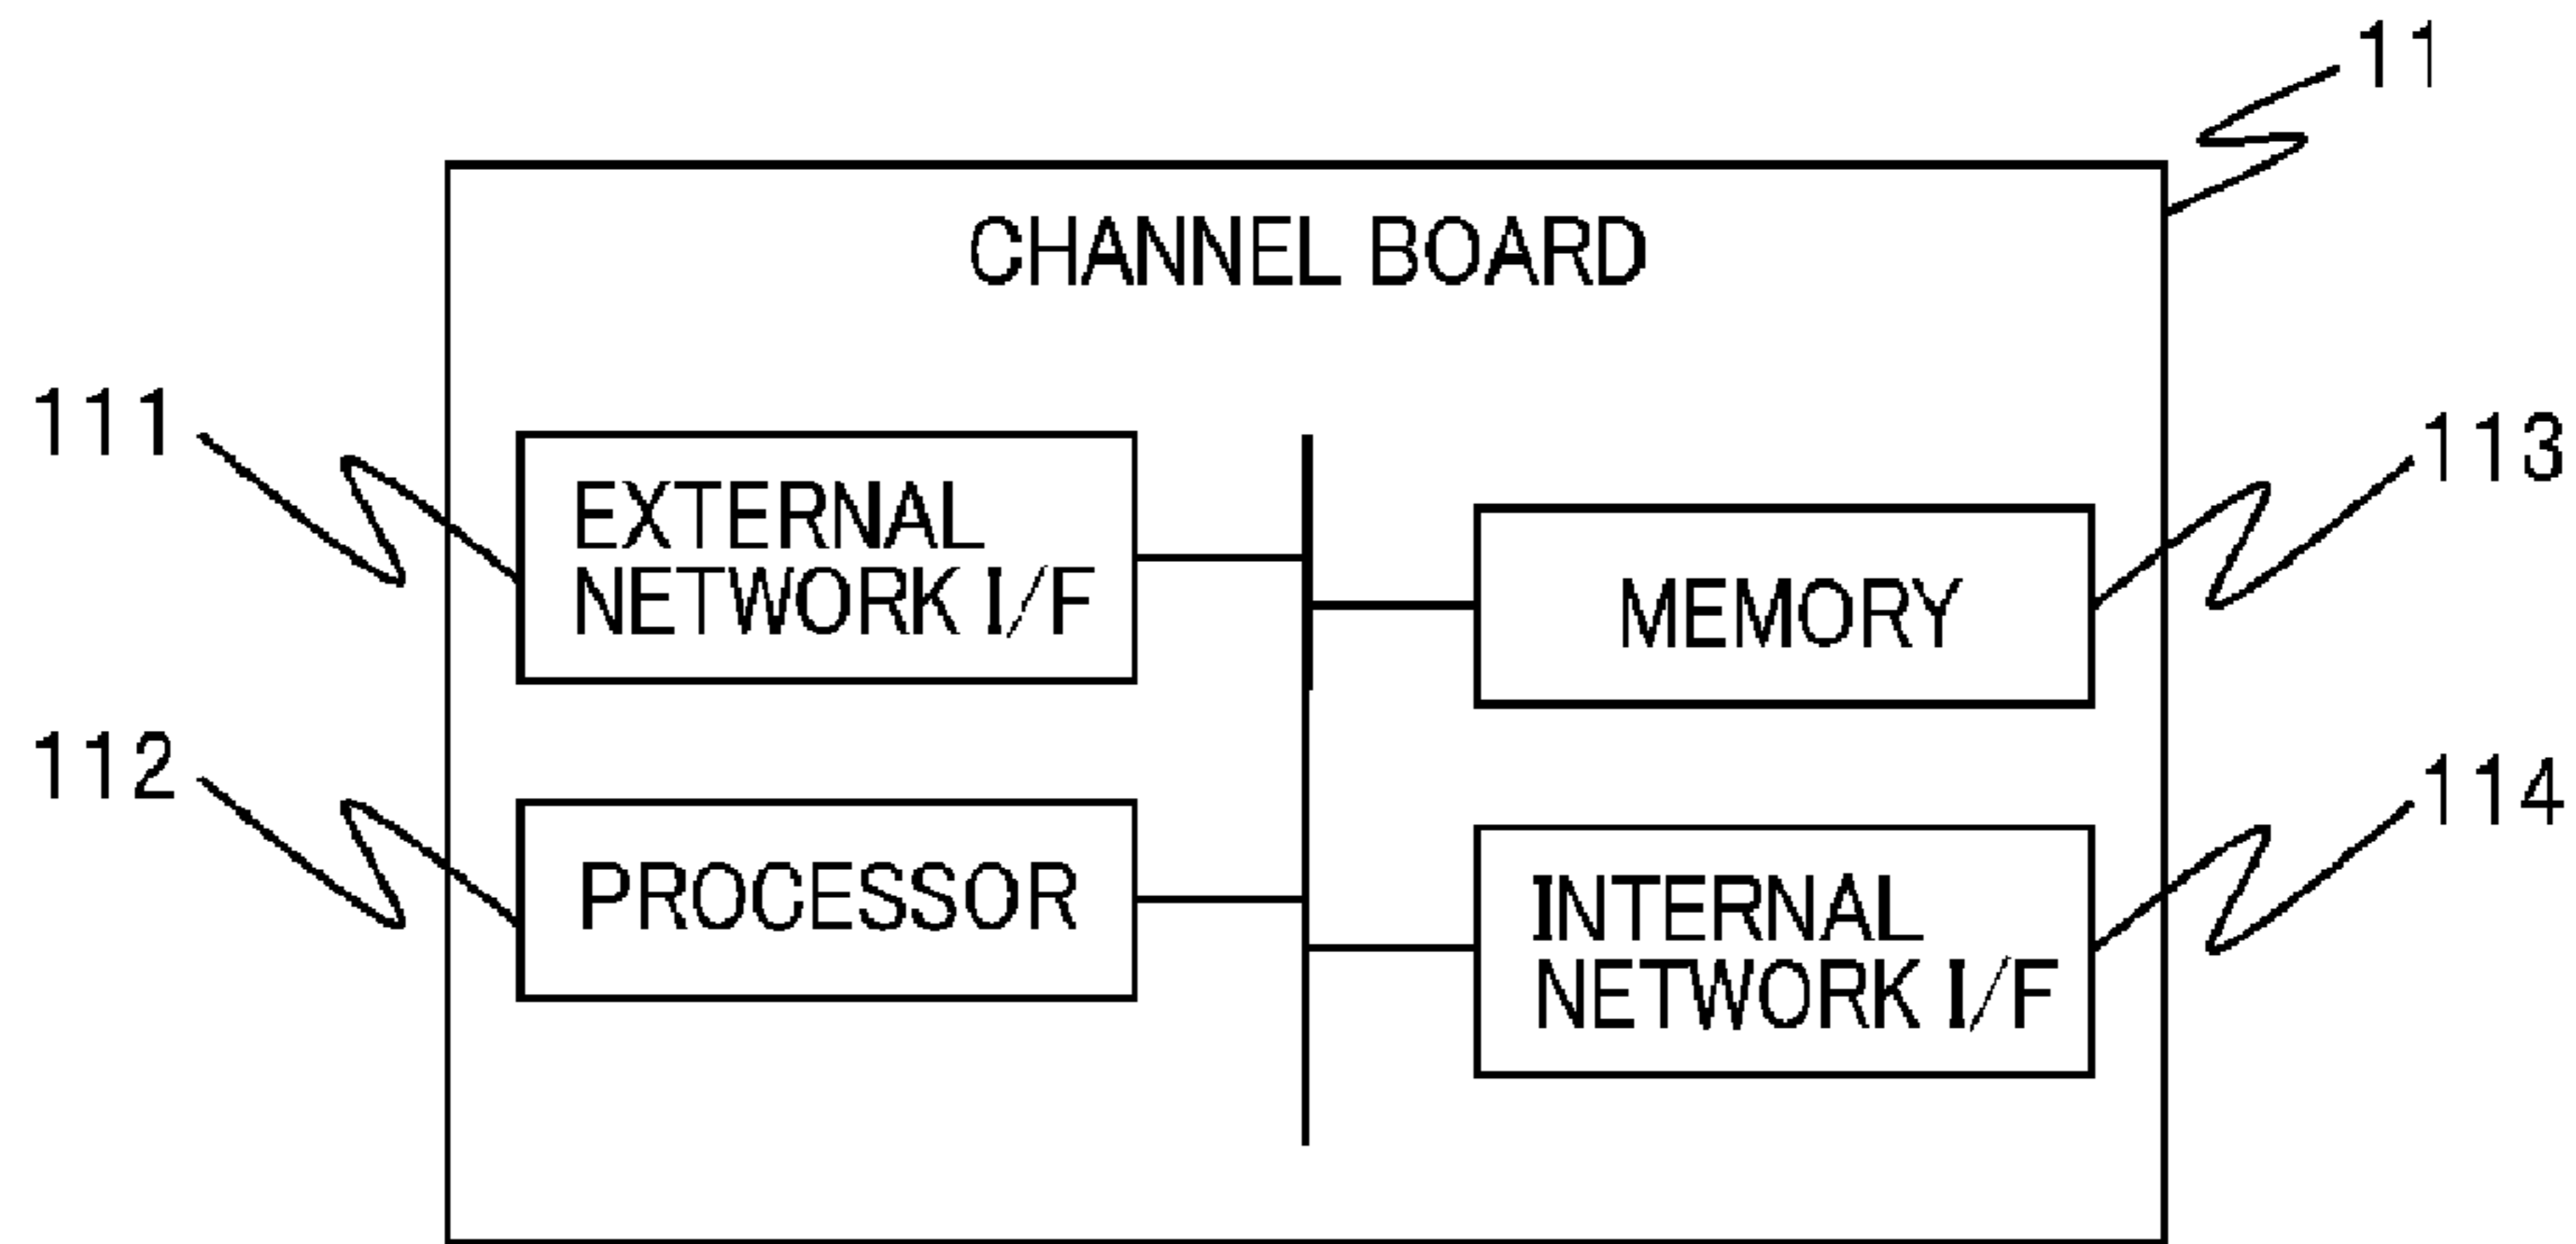 11
CHANNEL BOARD
111
EXTERNAL
NETWORK I/F
113
MEMORY
112
PROCESSOR
114
INTERNAL
NETWORK I/F